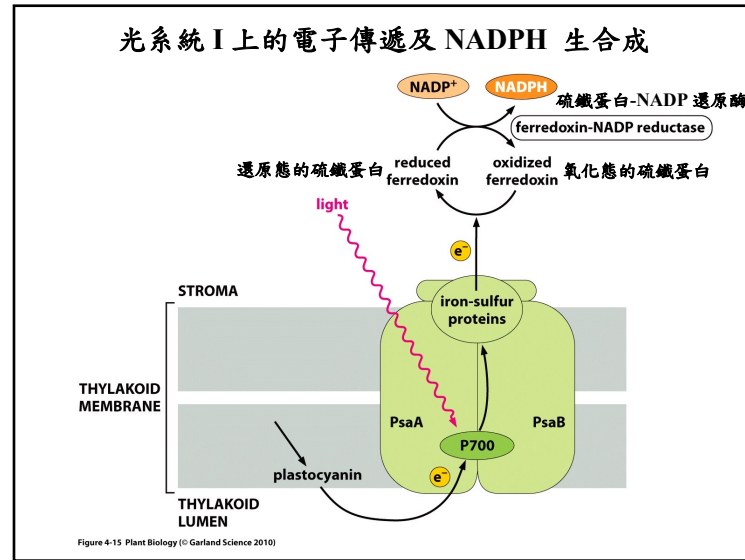 光系統 I 上的電子傳遞及 NADPH 生合成
NADP+
NADPH
硫鐵蛋白-NADP 還原酶
ferredoxin-NADP reductase
還原態的硫鐵蛋白
reduced
ferredoxin
oxidized
ferredoxin
氧化態的硫鐵蛋白
light
e−
STROMA
iron-sulfur
proteins
THYLAKOID
MEMBRANE
PsaA
PsaB
P700
plastocyanin
e−
THYLAKOID
LUMEN
Figure 4-15 Plant Biology (© Garland Science 2010)